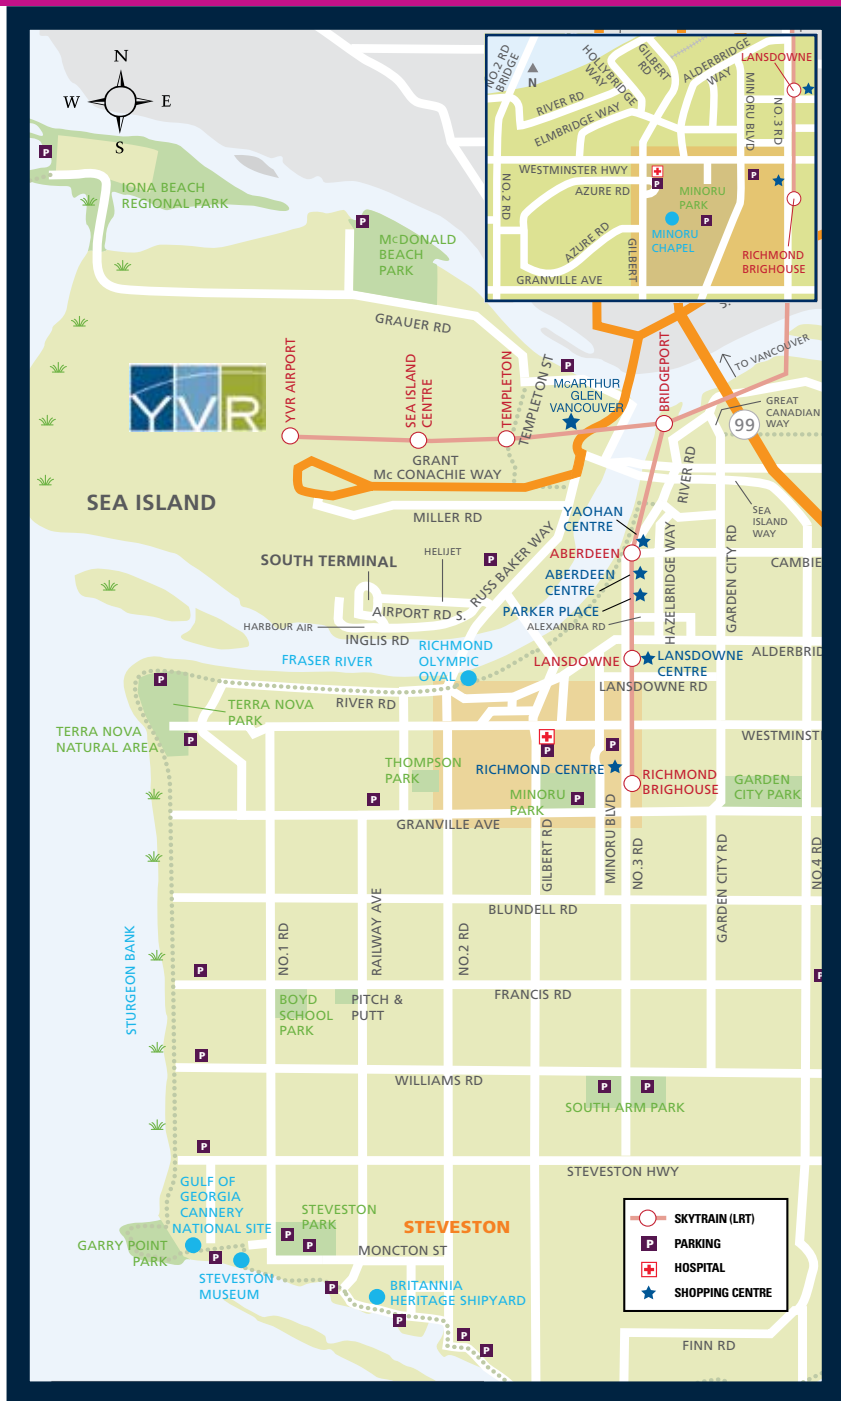 N
W
E
S
NO.2 RD
BRIDGE
N
HOLLYBRIDGE
WAY
GILBERT
RD
ALDERBRIDGE
WAY
LANSDOWNE
RIVER RD
ELMBRIDGE WAY
MINORU BLVD
NO. 3 RD
WESTMINSTER HWY
P
AZURE RD
P
NO. 2 RD
MINORU
PARK
P
MINORU
CHAPEL
AZURE RD
GILBERT
RICHMOND
BRIGHOUSE
GRANVILLE AVE
P
IONA BEACH
REGIONAL PARK
P
McDONALD
BEACH
PARK
GRAUER RD
TO VANCOUVER
YVR
YVR AIRPORT
SEA ISLAND
CENTRE
TEMPLETON
TEMPLETON ST
P
McARTHUR
GLEN
VANCOUVER
BRIDGEPORT
GREAT
CANADIAN
WAY
99
GRANT
Mc CONACHIE WAY
RIVER RD
SEA ISLAND
MILLER RD
YAOHAN
CENTRE
SEA
ISLAND
WAY
ABERDEEN
SOUTH TERMINAL
HELIJET
P
RUSS BAKER WAY
ABERDEEN
CENTRE
HAZELBRIDGE WAY
GARDEN CITY RD
CAMBIE
AIRPORT RD S.
PARKER PLACE
HARBOUR AIR
ALEXANDRA RD
INGLIS RD
FRASER RIVER
RICHMOND
OLYMPIC
OVAL
LANSDOWNE
LANSDOWNE
CENTRE
ALDERBRID
P
LANSDOWNE RD
TERRA NOVA
PARK
RIVER RD
TERRA NOVA
NATURAL AREA
P
WESTMINST
P
P
THOMPSON
PARK
RICHMOND CENTRE
RICHMOND
BRIGHOUSE
GARDEN
CITY PARK
P
MINORU
PARK
P
GRANVILLE AVE
GILBERT RD
MINORU BLVD
NO.3 RD
GARDEN CITY RD
NO.4 RD
BLUNDELL RD
STURGEON BANK
NO.1 RD
RAILWAY AVE
NO.2 RD
P
P
FRANCIS RD
BOYD
SCHOOL
PARK
PITCH &
PUTT
P
WILLIAMS RD
P
P
SOUTH ARM PARK
P
STEVESTON HWY
GULF OF
GEORGIA
CANNERY
NATIONAL SITE
STEVESTON
PARK
P
P
STEVESTON
GARRY POINT
PARK
P
MONCTON ST
STEVESTON
MUSEUM
P
BRITANNIA
HERITAGE SHIPYARD
P
P
P
FINN RD
SKYTRAIN (LRT)
P PARKING
HOSPITAL
SHOPPING CENTRE